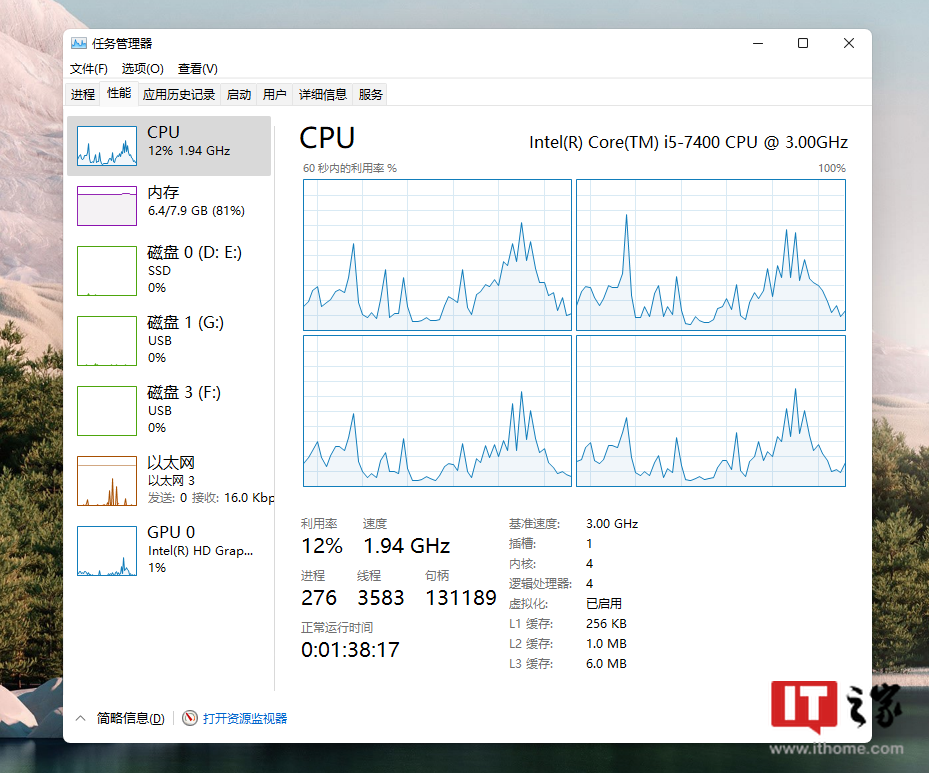 任务管理器
文件(F) 选项(O) 查看(V)
进程 性能 应用历史记录 启动 用户 详细信息 服务
CPU
12% 1.94 GHz
内存
6.4/7.9 GB (81%)
磁盘 0 (D: E:)
SSD
0%
磁盘 1 (G:)
USB
0%
磁盘 3 (F:)
USB
0%
以太网
以太网 3
发送: 0 接收: 16.0 Kbp
GPU 0
Intel(R) HD Grap...
1%
CPU
Intel(R) Core(TM) i5-7400 CPU @ 3.00GHz
60 秒内的利用率 %
100%
利用率 速度
12% 1.94 GHz
进程 线程 句柄
276 3583 131189
正常运行时间
0:01:38:17
基准速度: 3.00 GHz
插槽: 1
内核: 4
逻辑处理器: 4
虚拟化: 已启用
L1 缓存: 256 KB
L2 缓存: 1.0 MB
L3 缓存: 6.0 MB
简略信息(D) 打开资源监视器
IT之家
www.ithome.com